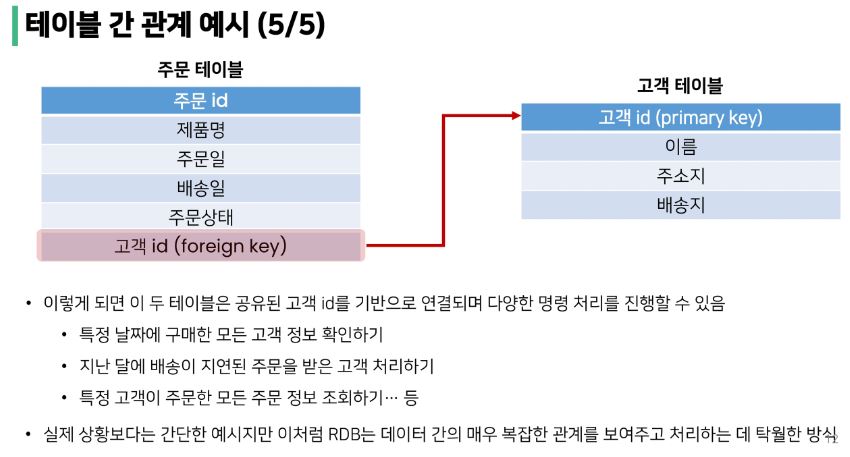 테이블 간 관계 예시 (5/5)
주문 테이블
주문 id
제품명
주문일
배송일
주문상태
고객 id (foreign key)
고객 테이블
고객 id (primary key)
이름
주소지
배송지
• 이렇게 되면 이 두 테이블은 공유된 고객 id를 기반으로 연결되며 다양한 명령 처리를 진행할 수 있음
• 특정 날짜에 구매한 모든 고객 정보 확인하기
• 지난 달에 배송이 지연된 주문을 받은 고객 처리하기
• 특정 고객이 주문한 모든 주문 정보 조회하기… 등
• 실제 상황보다는 간단한 예시지만 이처럼 RDB는 데이터 간의 매우 복잡한 관계를 보여주고 처리하는 데 탁월한 방식
12